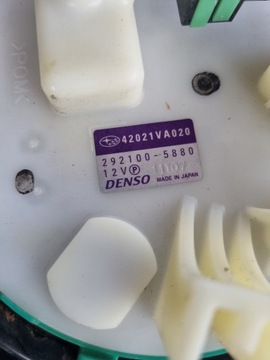 42021VA020
292100-5880
12V P
DENSO MADE IN JAPAN